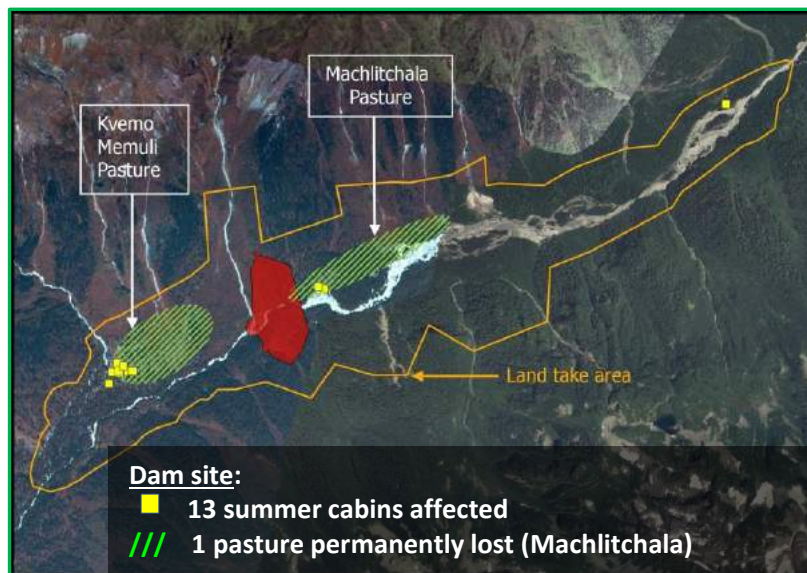 Machlitchala
Pasture
Kvemo
Memuli
Pasture
Land take area
Dam site:
13 summer cabins affected
/// 1 pasture permanently lost (Machlitchala)